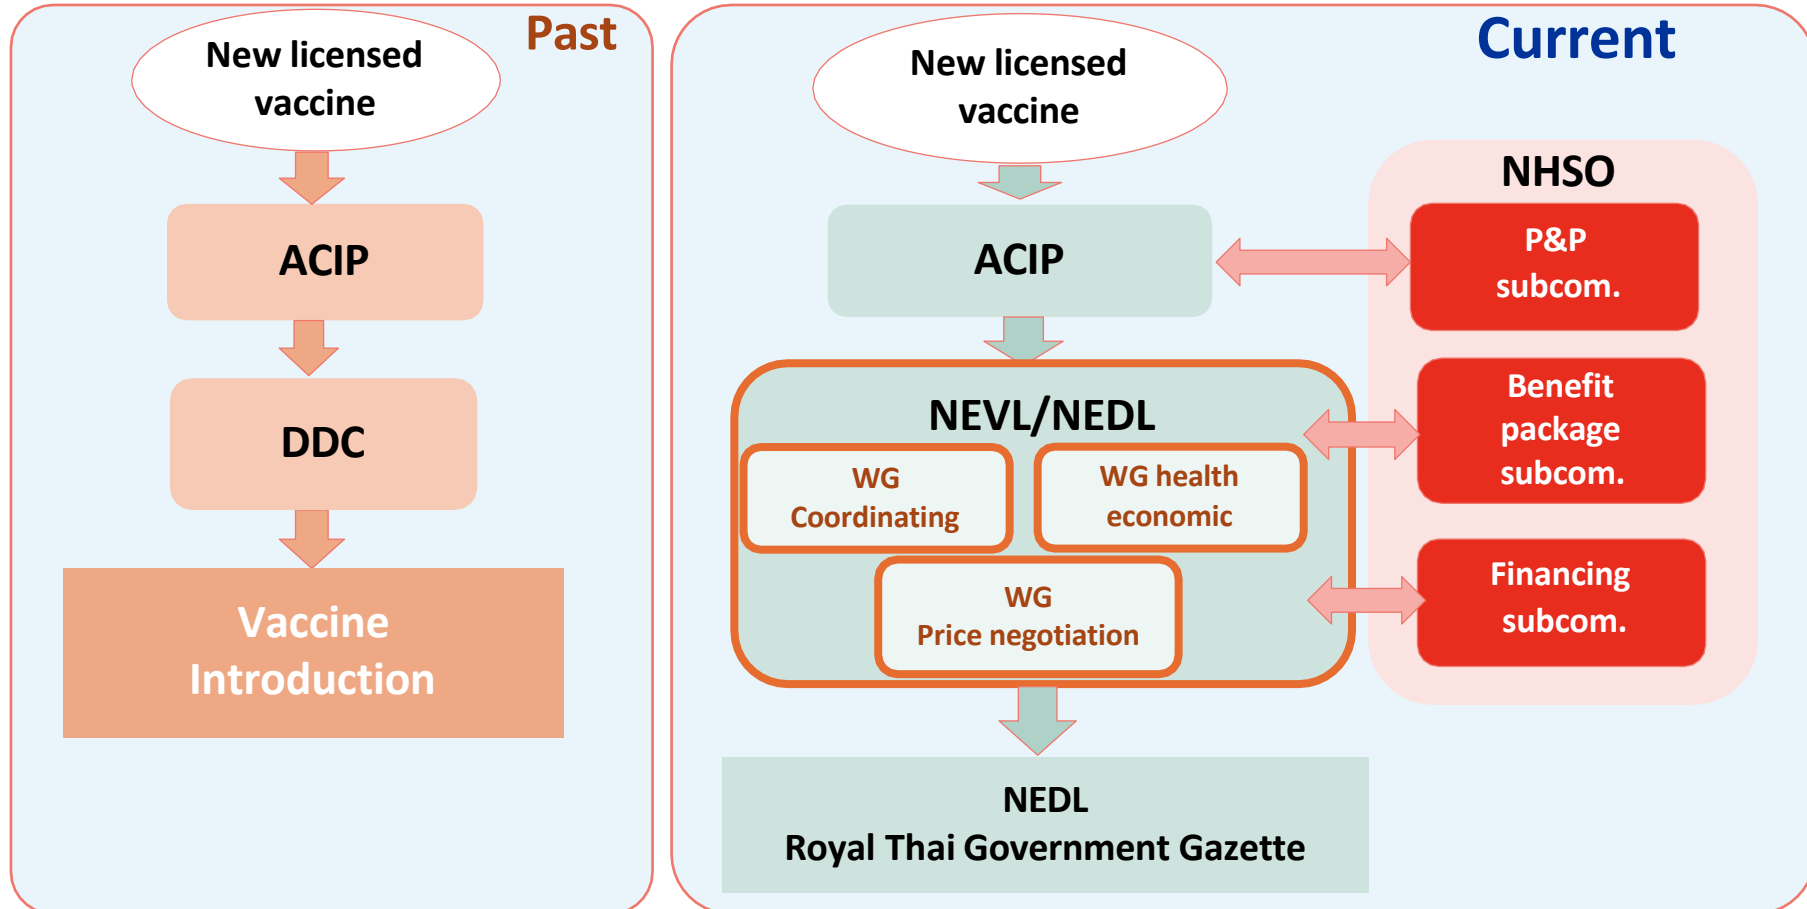 Past
New licensed
vaccine
ACIP
DDC
Vaccine
Introduction
Current
New licensed
vaccine
ACIP
NEVL/NEDL
WG
Coordinating
WG health
economic
WG
Price negotiation
NEDL
Royal Thai Government Gazette
NHSO
P&P
subcom.
Benefit
package
subcom.
Financing
subcom.